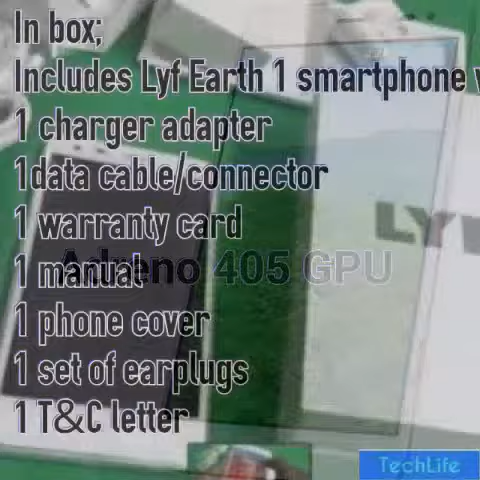 In box;
Includes Lyf Earth 1 smartphone
1 charger adapter
1data cable/connector
1 warranty card
LY
1 manual
Adreno 405 GPU
1 phone cover
1 set of earplugs
1 T&C letter
TechLife